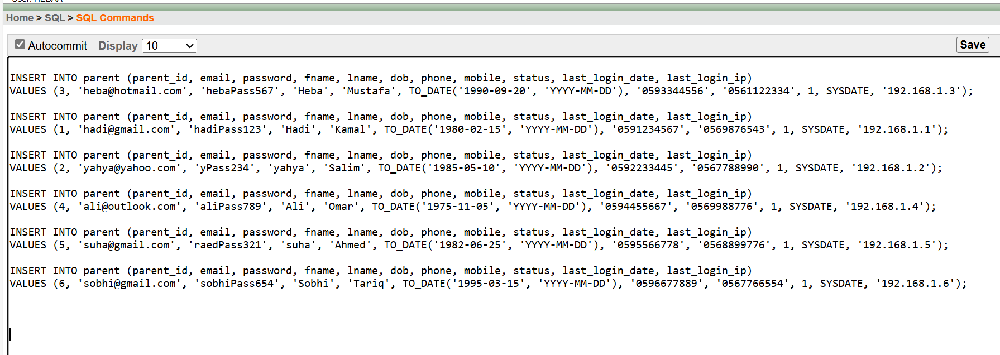 Home > SQL > SQL Commands
Autocommit Display 10 Save
INSERT INTO parent (parent_id, email, password, fname, lname, dob, phone, mobile, status, last_login_date, last_login_ip)
VALUES (3, 'heba@hotmail.com', 'hebaPass567', 'Heba', 'Mustafa', TO_DATE('1990-09-20', 'YYYY-MM-DD'), '0593344556', '0561122334', 1, SYSDATE, '192.168.1.3');
INSERT INTO parent (parent_id, email, password, fname, lname, dob, phone, mobile, status, last_login_date, last_login_ip)
VALUES (1, 'hadi@gmail.com', 'hadiPass123', 'Hadi', 'Kamal', TO_DATE('1980-02-15', 'YYYY-MM-DD'), '0591234567', '0569876543', 1, SYSDATE, '192.168.1.1');
INSERT INTO parent (parent_id, email, password, fname, lname, dob, phone, mobile, status, last_login_date, last_login_ip)
VALUES (2, 'yahya@yahoo.com', 'yPass234', 'yahya', 'Salim', TO_DATE('1985-05-10', 'YYYY-MM-DD'), '0592233445', '0567788990', 1, SYSDATE, '192.168.1.2');
INSERT INTO parent (parent_id, email, password, fname, lname, dob, phone, mobile, status, last_login_date, last_login_ip)
VALUES (4, 'ali@outlook.com', 'aliPass789', 'Ali', 'Omar', TO_DATE('1975-11-05', 'YYYY-MM-DD'), '0594455667', '0569988776', 1, SYSDATE, '192.168.1.4');
INSERT INTO parent (parent_id, email, password, fname, lname, dob, phone, mobile, status, last_login_date, last_login_ip)
VALUES (5, 'suha@gmail.com', 'raedPass321', 'suha', 'Ahmed', TO_DATE('1982-06-25', 'YYYY-MM-DD'), '0595566778', '0568899776', 1, SYSDATE, '192.168.1.5');
INSERT INTO parent (parent_id, email, password, fname, lname, dob, phone, mobile, status, last_login_date, last_login_ip)
VALUES (6, 'sobhi@gmail.com', 'sobhiPass654', 'Sobhi', 'Tariq', TO_DATE('1995-03-15', 'YYYY-MM-DD'), '0596677889', '0567766554', 1, SYSDATE, '192.168.1.6');